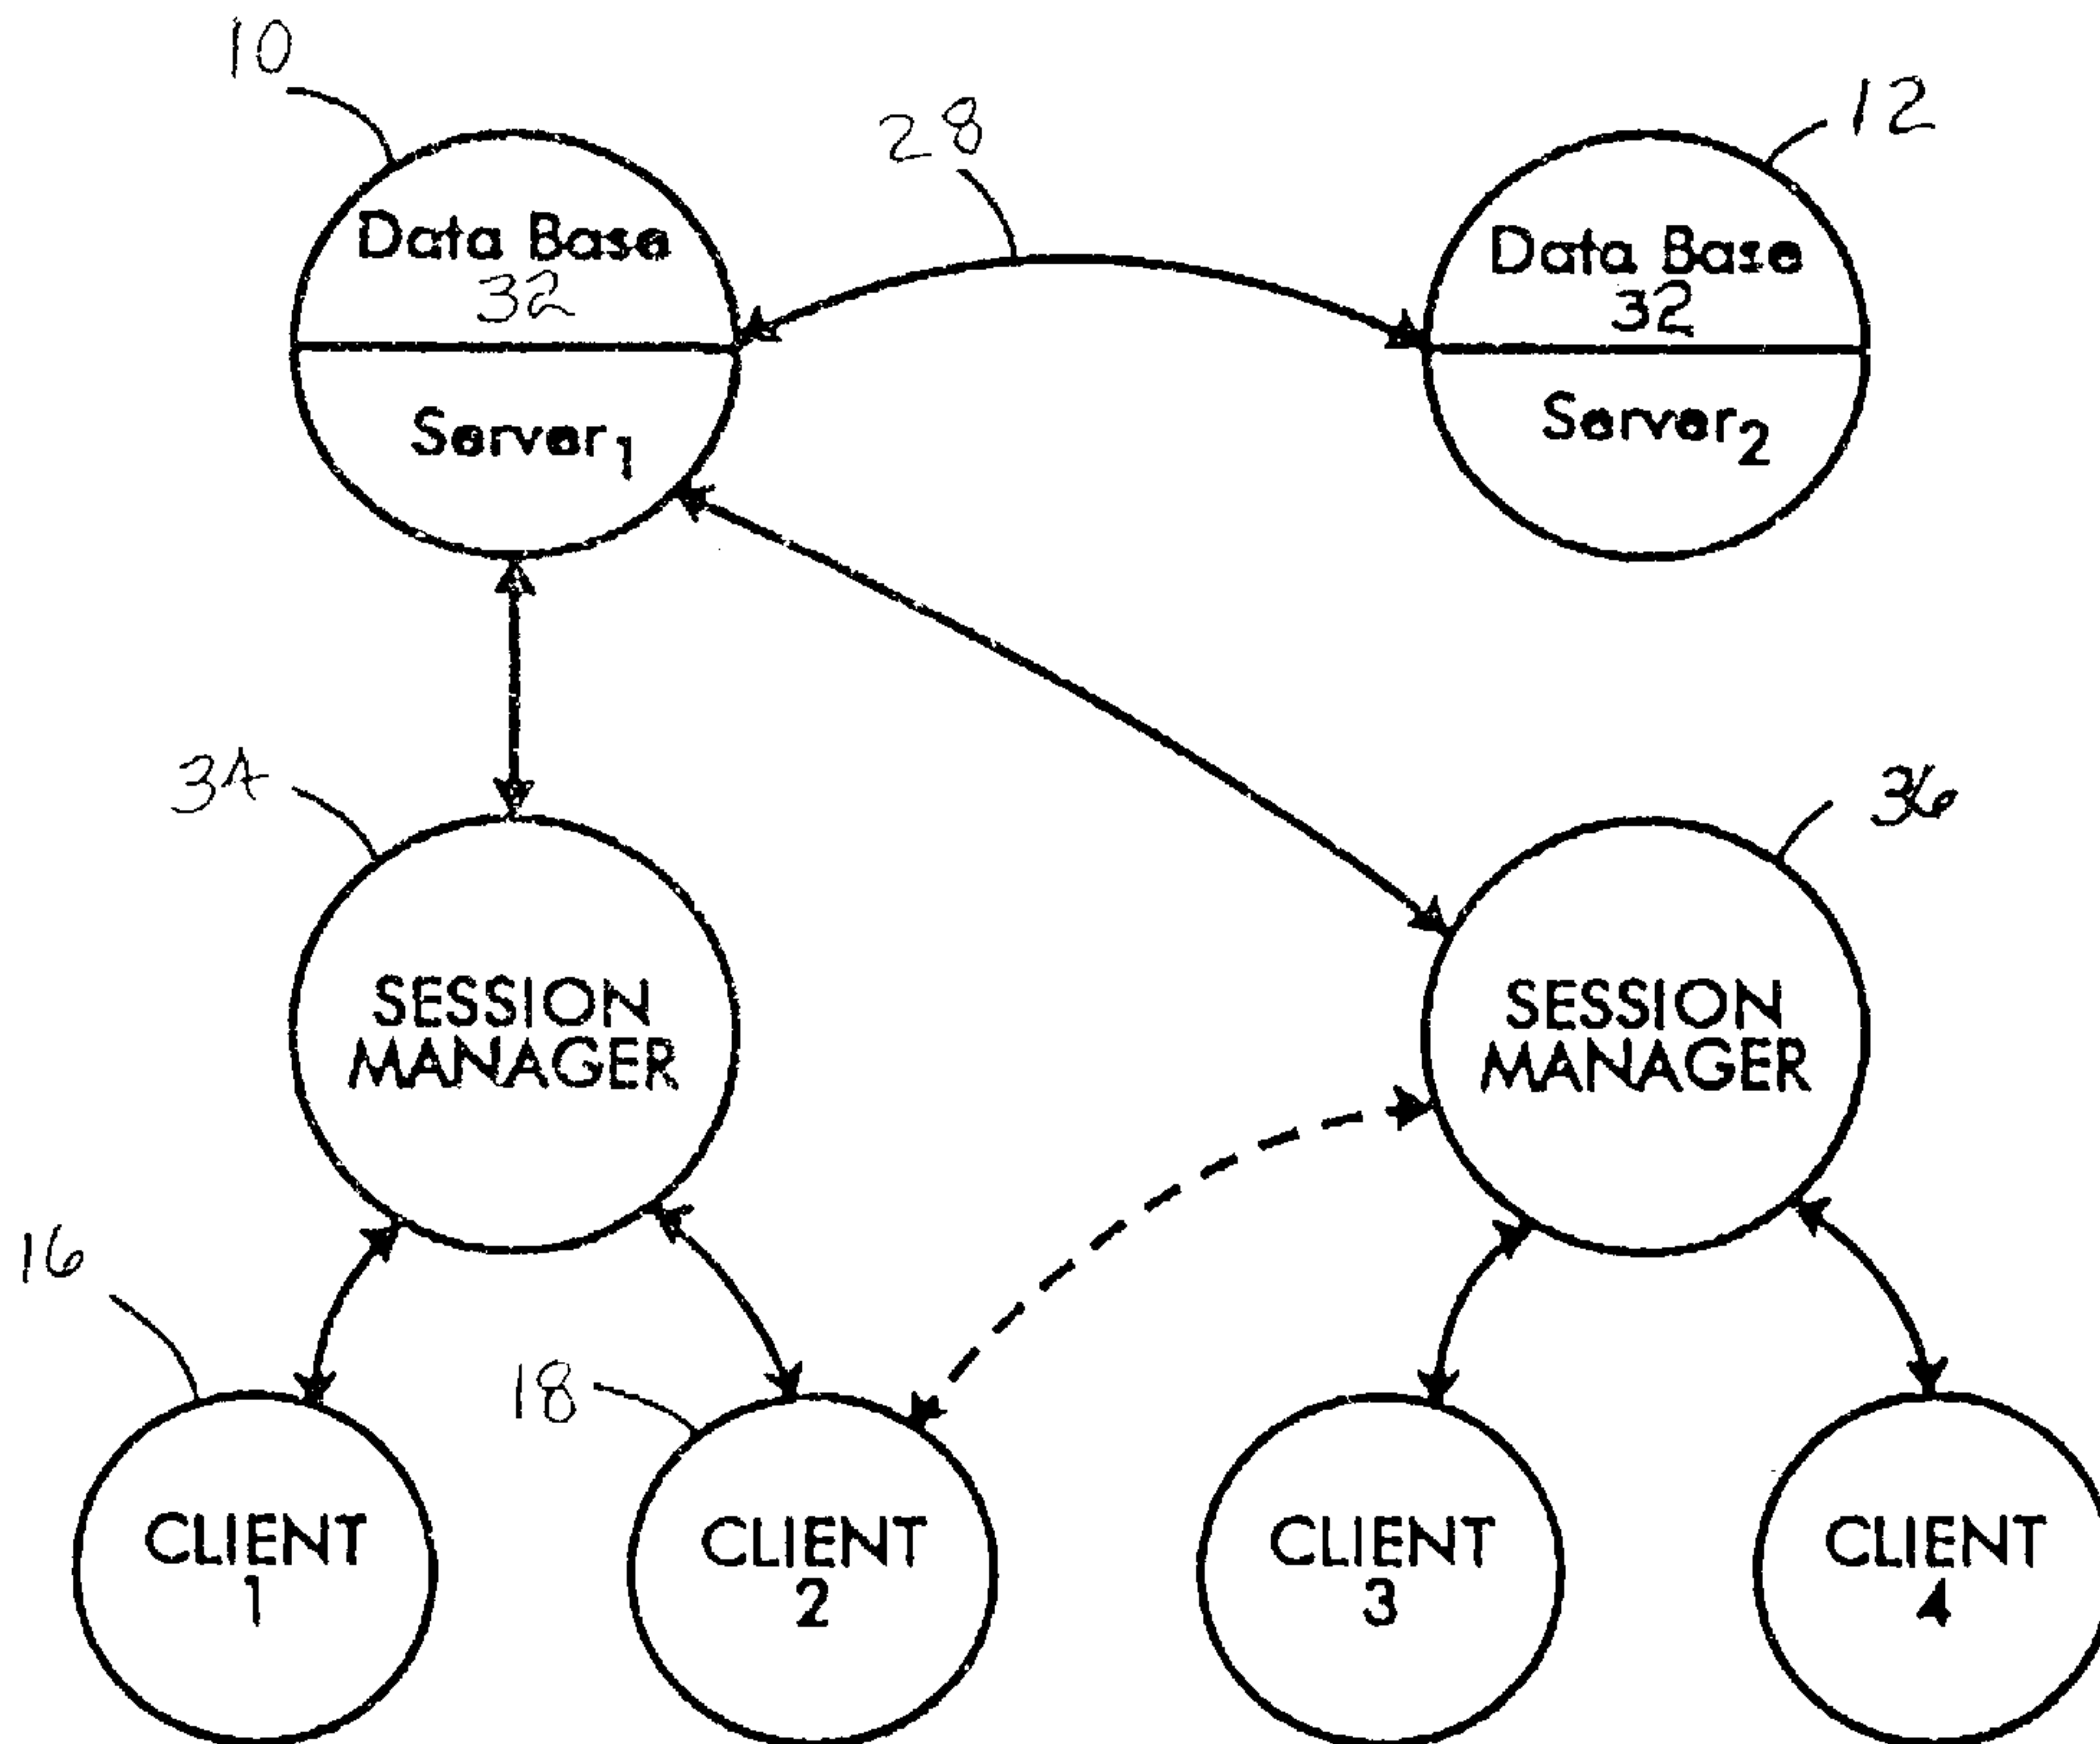 10
28
12
Data Base
32
Server1
Data Base
32
Server2
34
36
SESSION
MANAGER
SESSION
MANAGER
16
18
CLIENT
1
CLIENT
2
CLIENT
3
CLIENT
4